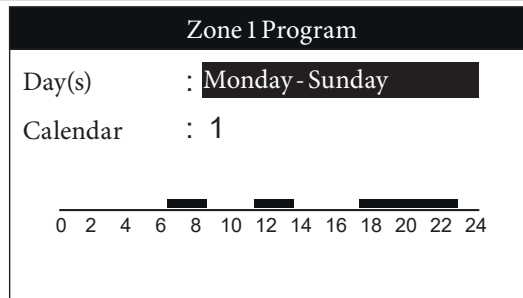 Zone 1 Program
Day(s) : Monday - Sunday
Calendar : 1
0 2 4 6 8 10 12 14 16 18 20 22 24